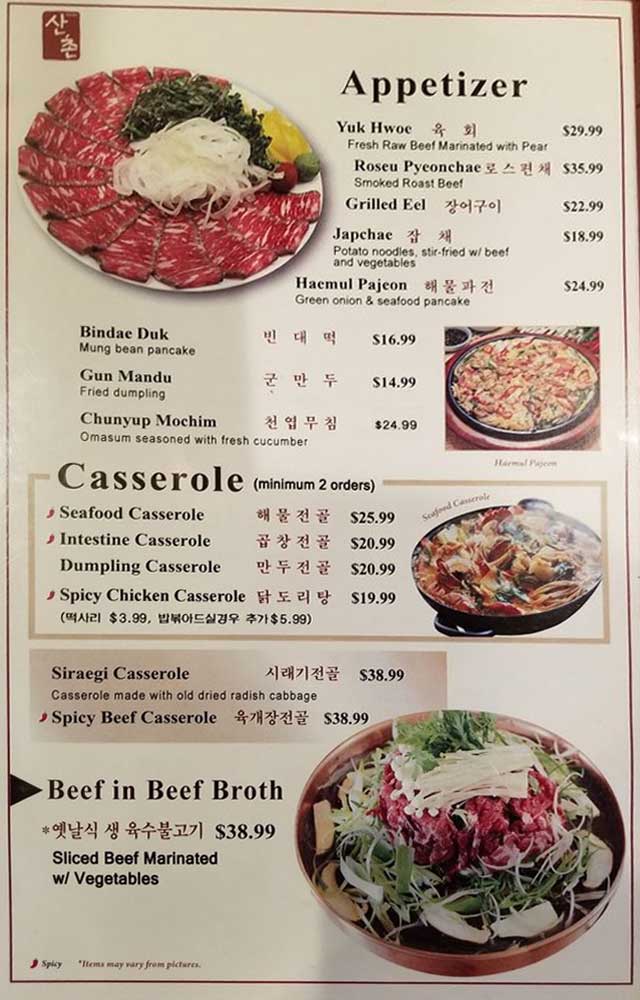 산촌
Appetizer
Yuk Hwoe 육 회 $29.99
Fresh Raw Beef Marinated with Pear
Roseu Pyeonchae 로스편채 $35.99
Smoked Roast Beef
Grilled Eel 장어구이 $22.99
Japchae 잡 채 $18.99
Potato noodles, stir-fried w/ beef
and vegetables
Haemul Pajeon 해물파전 $24.99
Green onion & seafood pancake
Bindae Duk 빈 대 떡 $16.99
Mung bean pancake
Gun Mandu 군 만 두 $14.99
Fried dumpling
Chunyup Mochim 천엽무침 $24.99
Omasum seasoned with fresh cucumber
Haemul Pajeon
Casserole (minimum 2 orders)
Seafood Casserole 해물전골 $25.99
Intestine Casserole 곱창전골 $20.99
Dumpling Casserole 만두전골 $20.99
Spicy Chicken Casserole 닭도리탕 $19.99
(떡사리 $3.99, 밥볶아드실경우 추가$5.99)
Seafood Casserole
Siraegi Casserole 시래기전골 $38.99
Casserole made with old dried radish cabbage
Spicy Beef Casserole 육개장전골 $38.99
Beef in Beef Broth
*옛날식 생 육수불고기 $38.99
Sliced Beef Marinated
w/ Vegetables
Spicy *Items may vary from pictures.